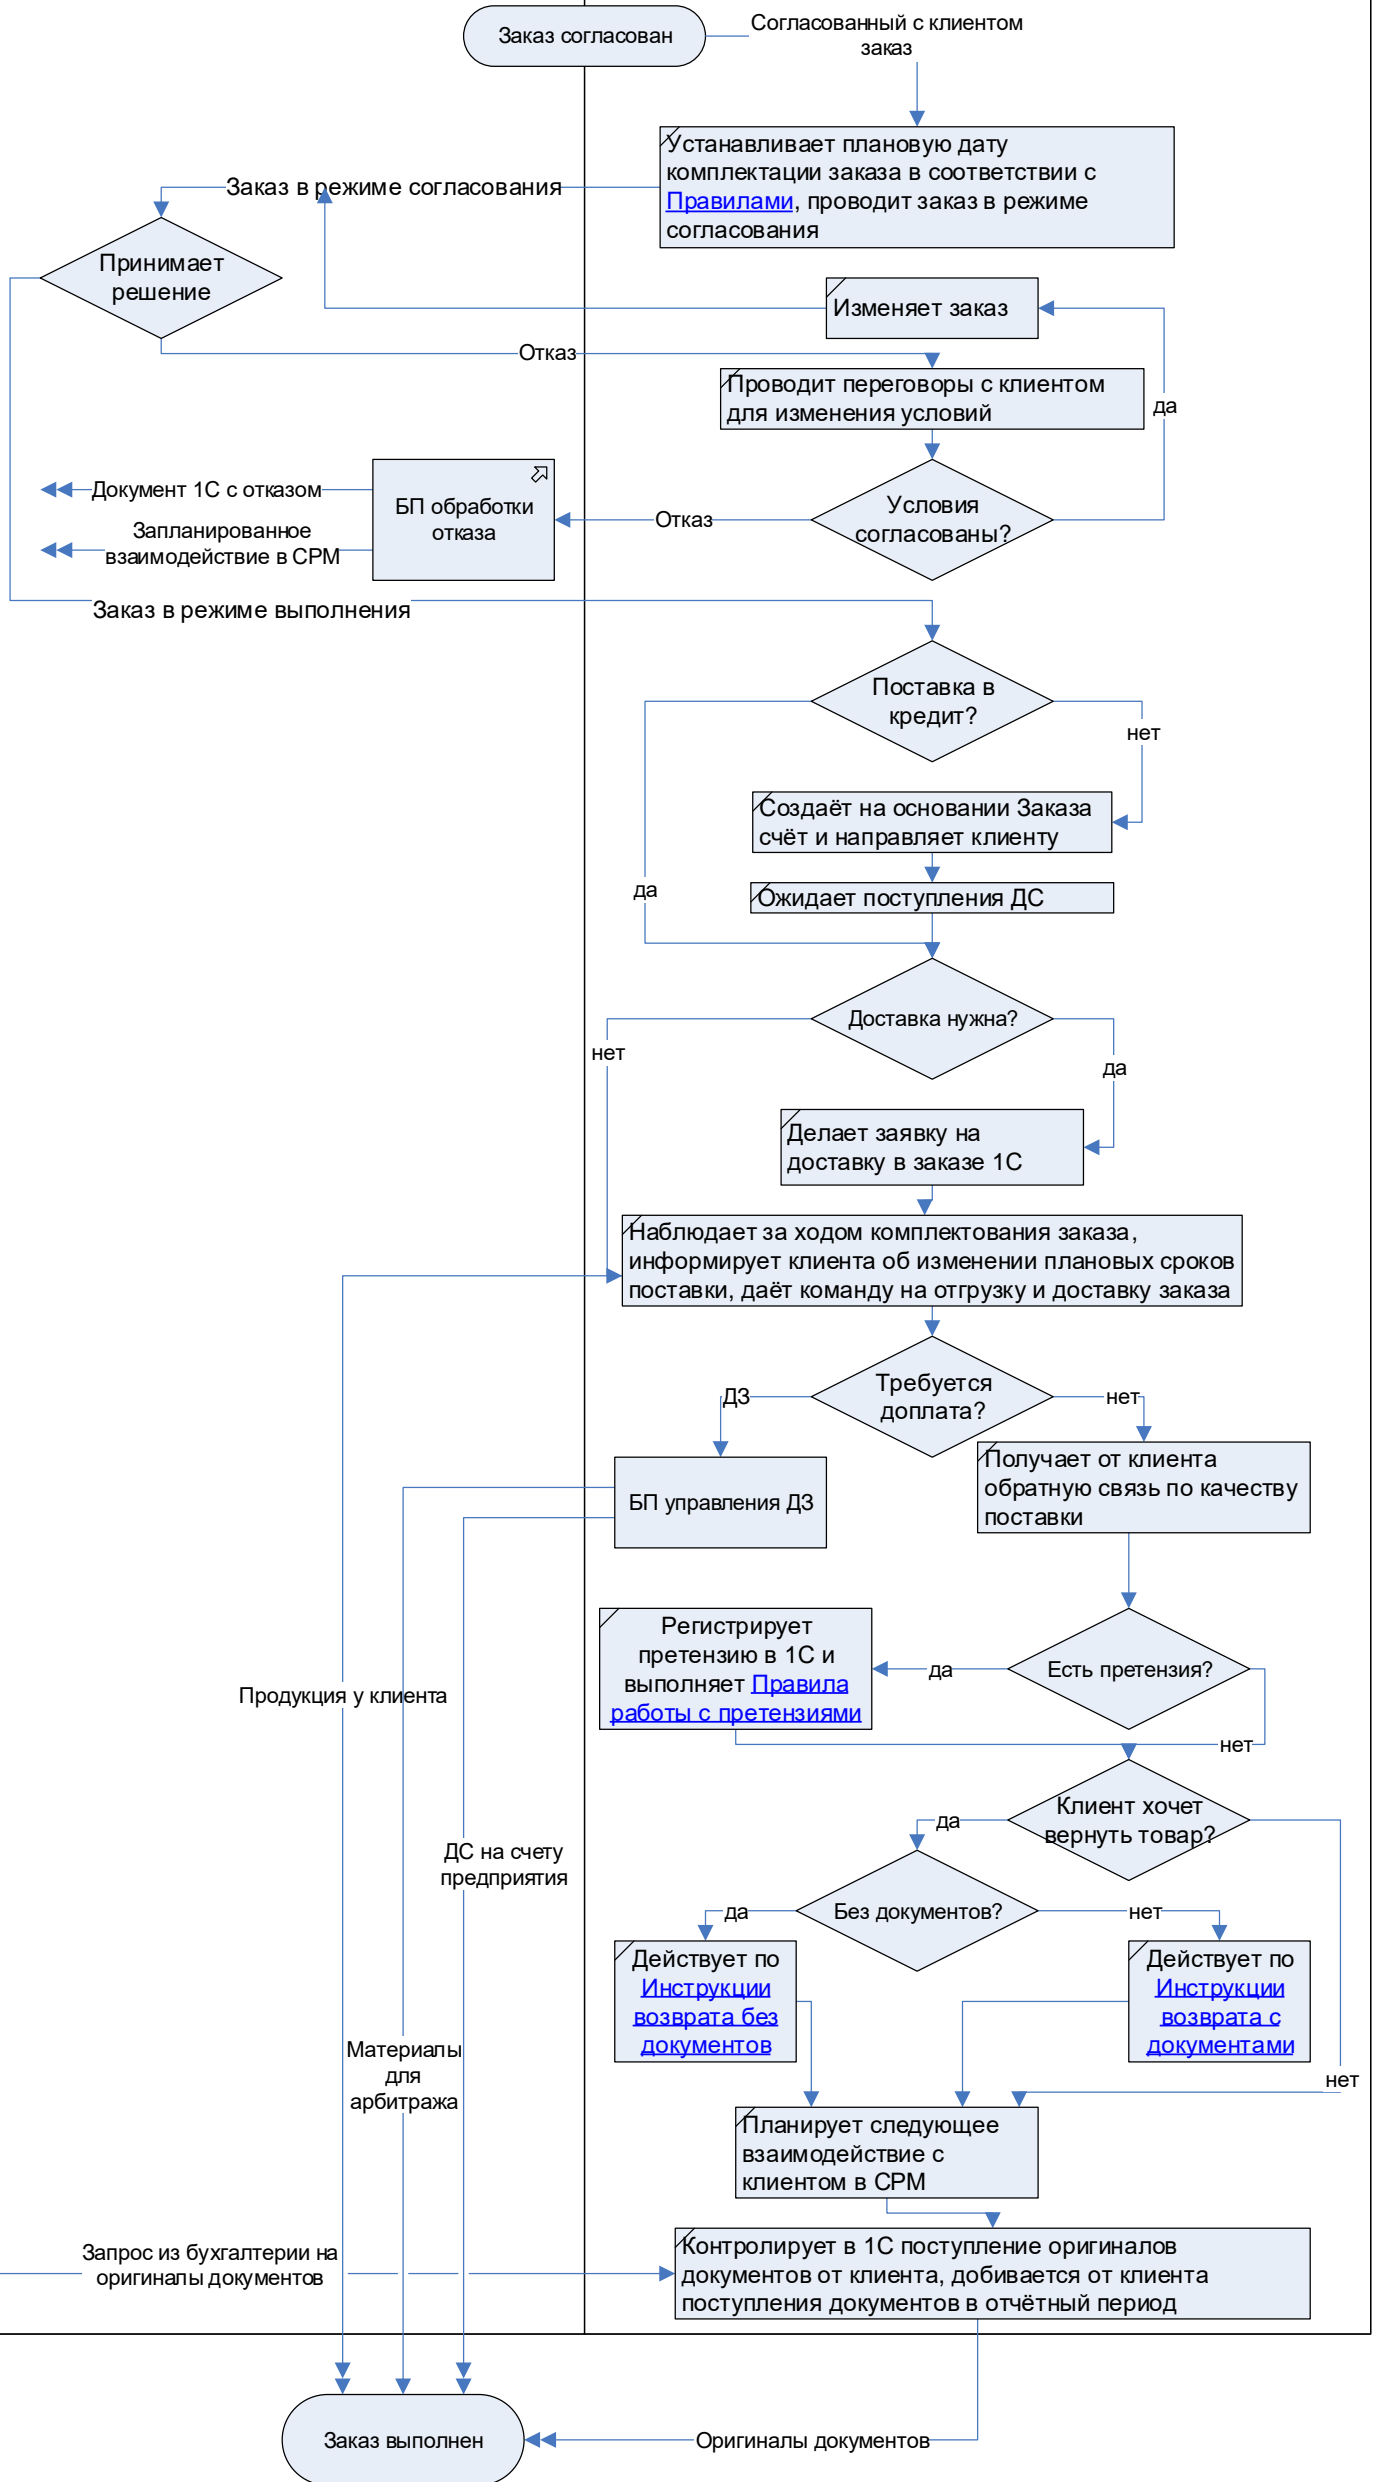 Заказ согласован
Согласованный с клиентом
заказ
Устанавливает плановую дату
комплектации заказа в соответствии с
Правилами, проводит заказ в режиме
согласования
Заказ в режиме согласования
Принимает
решение
Изменяет заказ
Отказ
Проводит переговоры с клиентом
для изменения условий
да
Документ 1С с отказом
Запланированное
взаимодействие в СРМ
БП обработки
отказа
Отказ
Условия
согласованы?
Заказ в режиме выполнения
Поставка в
кредит?
нет
Создаёт на основании Заказа
счёт и направляет клиенту
да
Ожидает поступления ДС
Доставка нужна?
нет
да
Делает заявку на
доставку в заказе 1С
Наблюдает за ходом комплектования заказа,
информирует клиента об изменении плановых сроков
поставки, даёт команду на отгрузку и доставку заказа
Требуется
доплата?
ДЗ
нет
БП управления ДЗ
Получает от клиента
обратную связь по качеству
поставки
Регистрирует
претензию в 1С и
выполняет Правила
работы с претензиями
да
Есть претензия?
Продукция у клиента
нет
Клиент хочет
вернуть товар?
да
ДС на счету
предприятия
Без документов?
да
нет
Действует по
Инструкции
возврата без
документов
Действует по
Инструкции
возврата с
документами
Материалы
для
арбитража
нет
Планирует следующее
взаимодействие с
клиентом в СРМ
Запрос из бухгалтерии на
оригиналы документов
Контролирует в 1С поступление оригиналов
документов от клиента, добивается от клиента
поступления документов в отчётный период
Заказ выполнен
Оригиналы документов